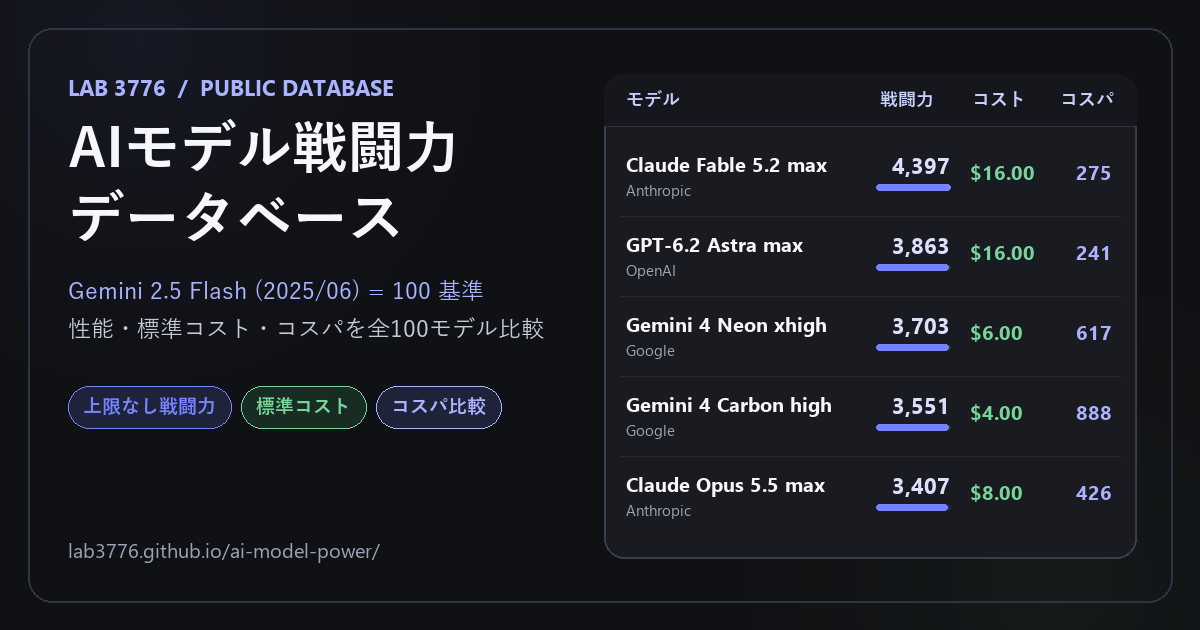 LAB 3776 / PUBLIC DATABASE
AIモデル戦闘力
データベース
Gemini 2.5 Flash (2025/06) = 100 基準
性能・標準コスト・コスパを全100モデル比較
上限なし戦闘力 標準コスト コスパ比較
lab3776.github.io/ai-model-power/
モデル 戦闘力 コスト コスパ
Claude Fable 5.2 max 4,397 $16.00 275
Anthropic
GPT-6.2 Astra max 3,863 $16.00 241
OpenAI
Gemini 4 Neon xhigh 3,703 $6.00 617
Google
Gemini 4 Carbon high 3,551 $4.00 888
Google
Claude Opus 5.5 max 3,407 $8.00 426
Anthropic